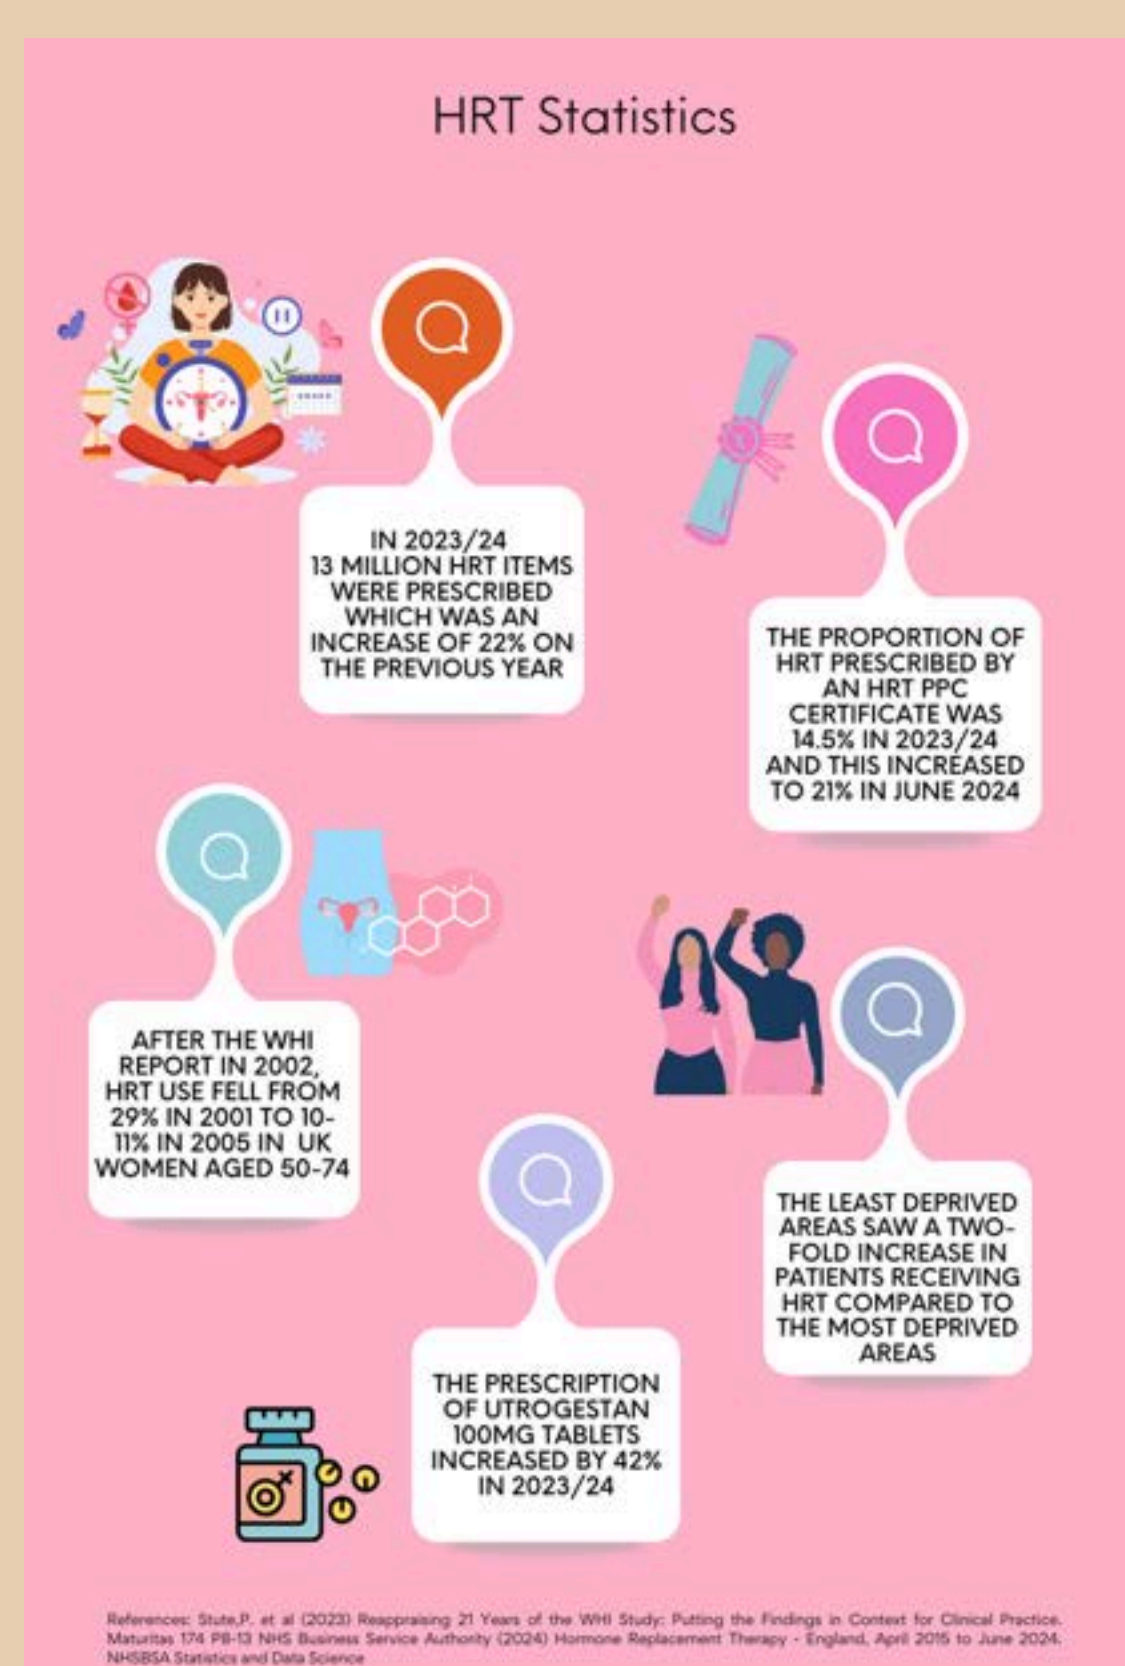 HRT Statistics
IN 2023/24
13 MILLION HRT ITEMS
WERE PRESCRIBED
WHICH WAS AN
INCREASE OF 22% ON
THE PREVIOUS YEAR
THE PROPORTION OF
HRT PRESCRIBED BY
AN HRT PPC
CERTIFICATE WAS
14.5% IN 2023/24
AND THIS INCREASED
TO 21% IN JUNE 2024
AFTER THE WHI
REPORT IN 2002,
HRT USE FELL FROM
29% IN 2001 TO 10-
11% IN 2005 IN UK
WOMEN AGED 50-74
THE LEAST DEPRIVED
AREAS SAW A TWO-
FOLD INCREASE IN
PATIENTS RECEIVING
HRT COMPARED TO
THE MOST DEPRIVED
AREAS
THE PRESCRIPTION
OF UTROGESTAN
100MG TABLETS
INCREASED BY 42%
IN 2023/24
References: Stute,P. et al (2023) Reappraising 21 Years of the WHI Study: Putting the Findings in Context for Clinical Practice.
Maturitas 174 P8-13 NHS Business Service Authority (2024) Hormone Replacement Therapy - England, April 2015 to June 2024.
NHSBSA Statistics and Data Science